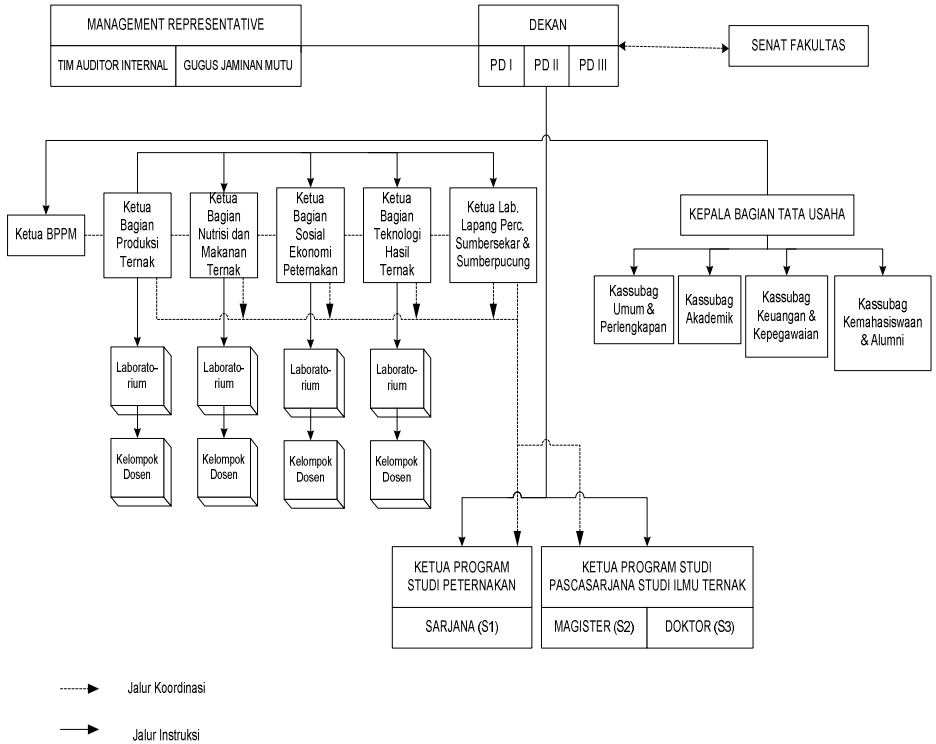 MANAGEMENT REPRESENTATIVE
TIM AUDITOR INTERNAL
GUGUS JAMINAN MUTU
DEKAN
PD I
PD II
PD III
SENAT FAKULTAS
Ketua BPPM
Ketua
Bagian
Produksi
Ternak
Ketua
Bagian
Nutrisi dan
Makanan
Ternak
Ketua
Bagian
Sosial
Ekonomi
Peternakan
Ketua
Bagian
Teknologi
Hasil
Ternak
Ketua Lab.
Lapang Perc.
Sumbersekar &
Sumberpucung
KEPALA BAGIAN TATA USAHA
Kassubag
Umum &
Perlengkapan
Kassubag
Akademik
Kassubag
Keuangan &
Kepegawaian
Kassubag
Kemahasiswaan
& Alumni
Laborato-
rium
Laborato-
rium
Laborato-
rium
Laborato-
rium
Kelompok
Dosen
Kelompok
Dosen
Kelompok
Dosen
Kelompok
Dosen
KETUA PROGRAM
STUDI PETERNAKAN
SARJANA (S1)
KETUA PROGRAM STUDI
PASCASARJANA STUDI ILMU TERNAK
MAGISTER (S2)
DOKTOR (S3)
Jalur Koordinasi
Jalur Instruksi